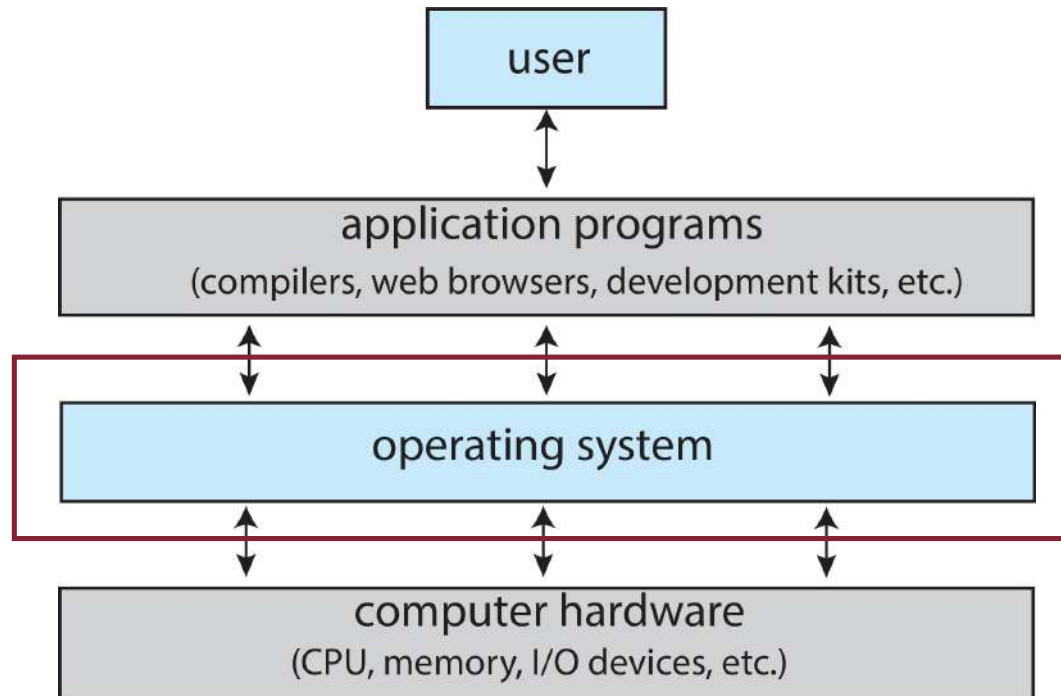 user
application programs
(compilers, web browsers, development kits, etc.)
operating system
computer hardware
(CPU, memory, I/O devices, etc.)